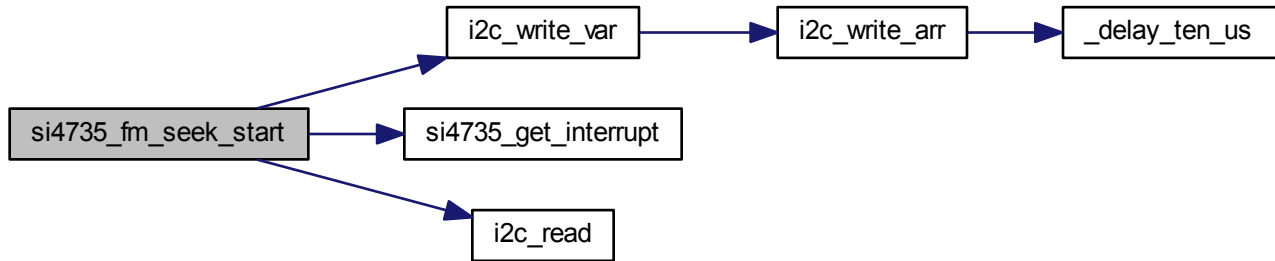 i2c_write_var
i2c_write_arr
_delay_ten_us
si4735_fm_seek_start
si4735_get_interrupt
i2c_read